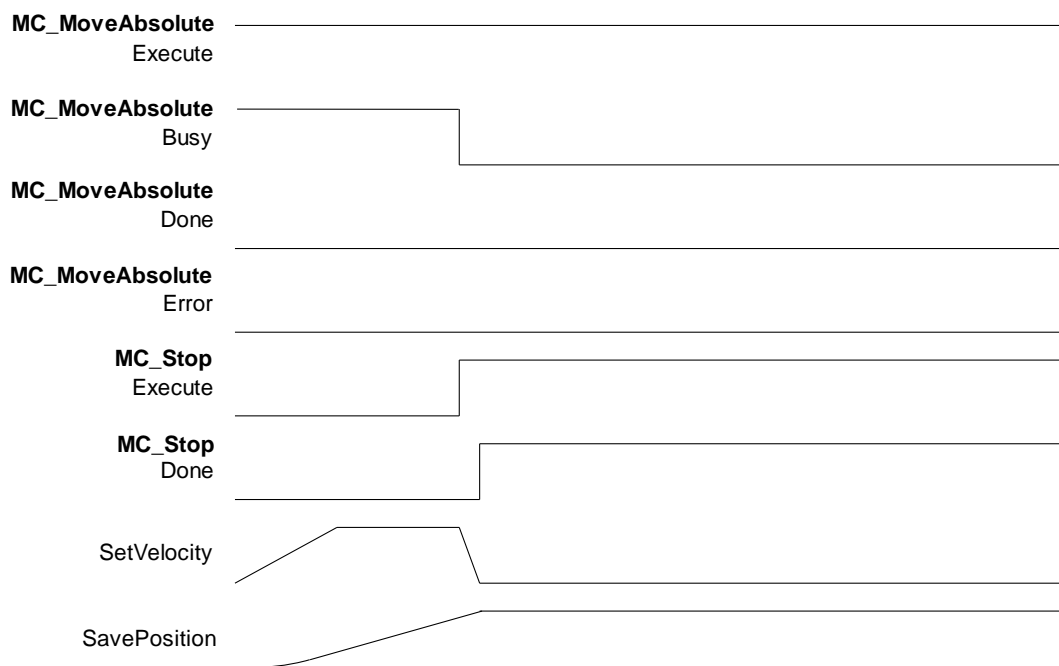 MC_MoveAbsolute
Execute
MC_MoveAbsolute
Busy
MC_MoveAbsolute
Done
MC_MoveAbsolute
Error
MC_Stop
Execute
MC_Stop
Done
SetVelocity
SavePosition